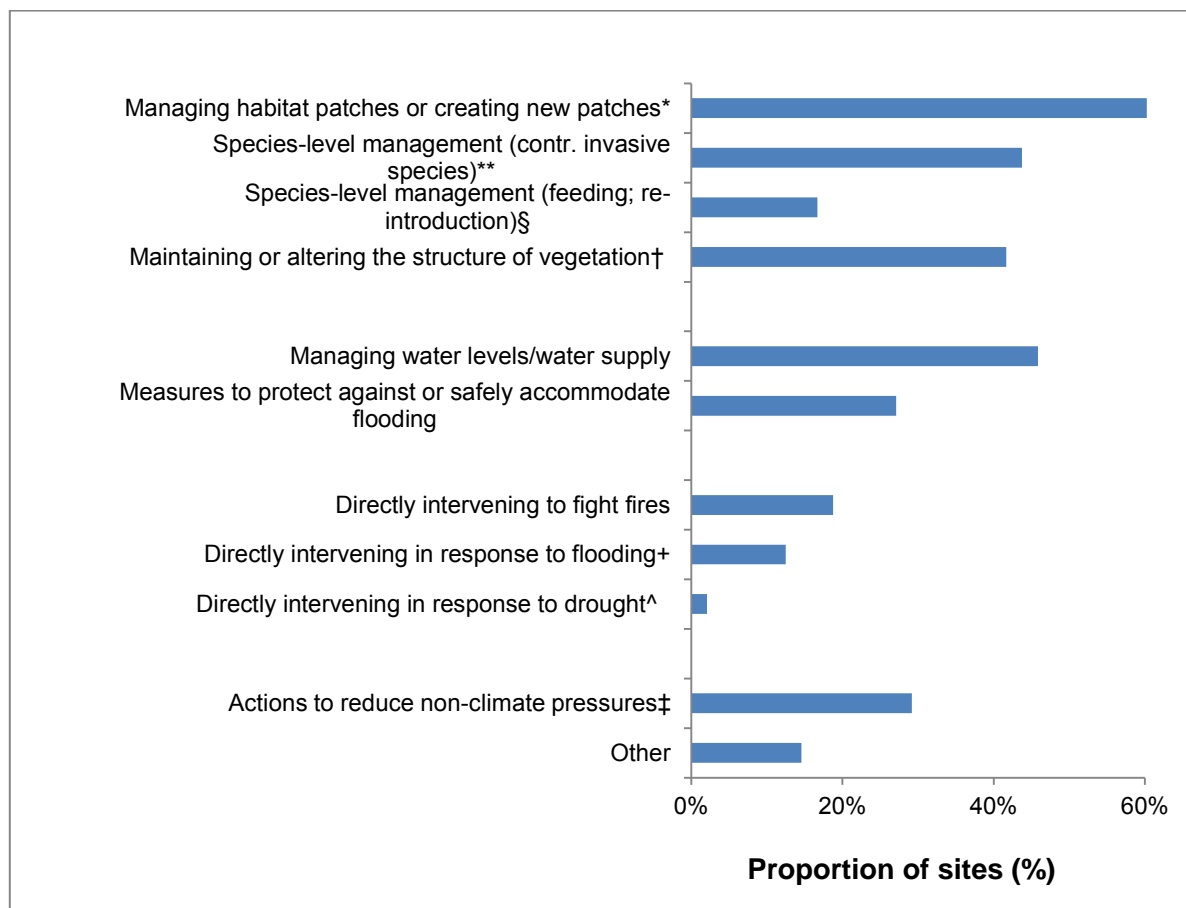 Managing habitat patches or creating new patches*
Species-level management (contr. invasive
species)**
Species-level management (feeding; re-
introduction)§
Maintaining or altering the structure of vegetation†
Managing water levels/water supply
Measures to protect against or safely accommodate
flooding
Directly intervening to fight fires
Directly intervening in response to flooding+
Directly intervening in response to drought^
Actions to reduce non-climate pressures‡
Other
0% 20% 40% 60%
Proportion of sites (%)